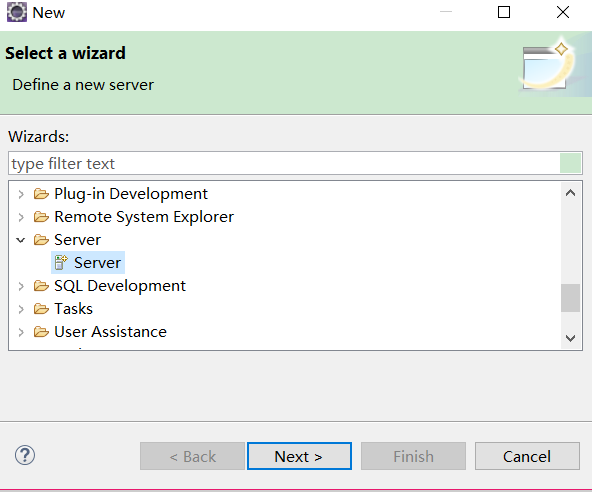 New
Select a wizard
Define a new server
Wizards:
type filter text
Plug-in Development
Remote System Explorer
Server
Server
SQL Development
Tasks
User Assistance
< Back
Next >
Finish
Cancel